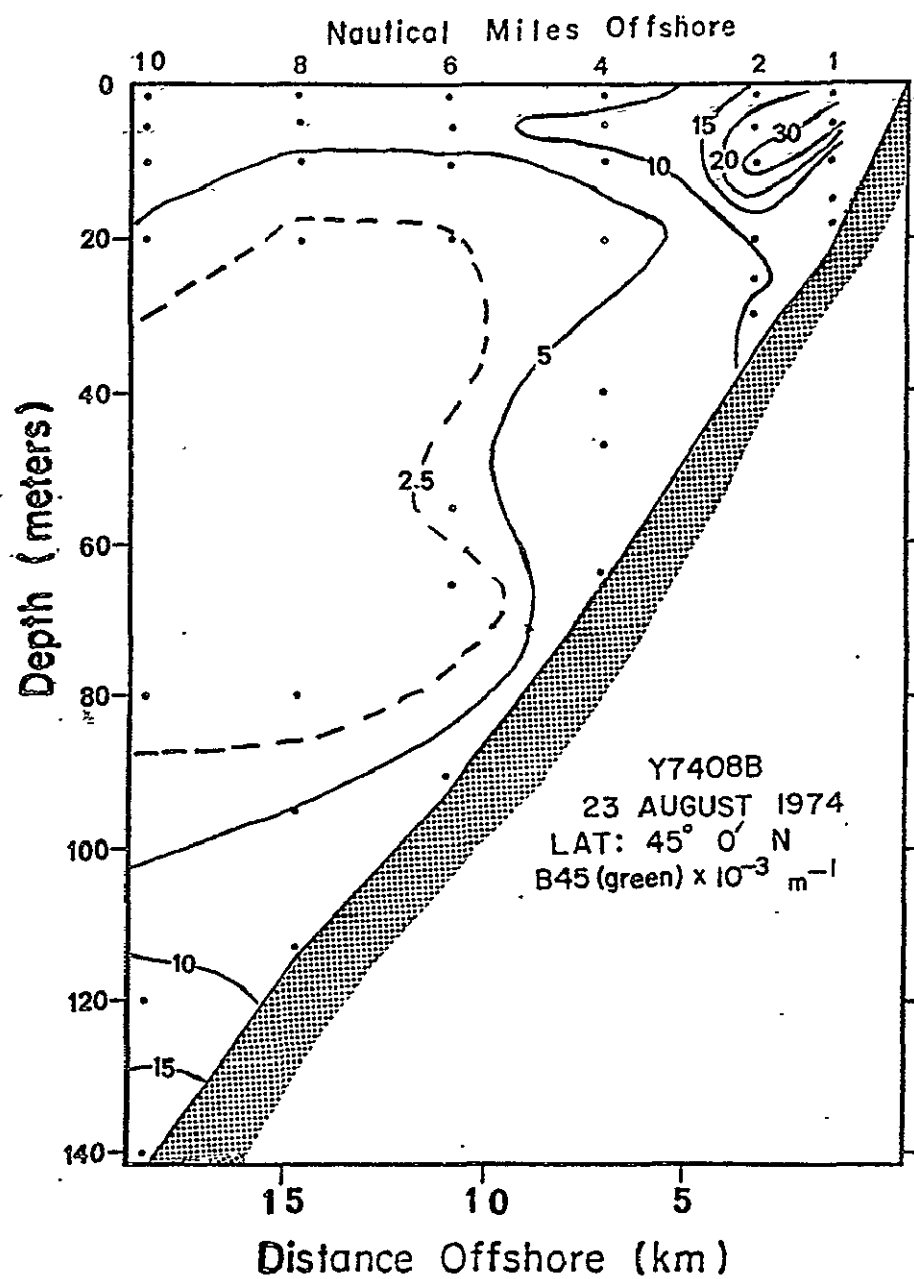 Nautical Miles Offshore
10 8 6 4 2 1
0
20
40
60
80
100
120
140
Depth (meters)
15
30
20
10
5
2.5
10
15
Y7408B
23 AUGUST 1974
LAT: 45° 0' N
B45 (green) x 10⁻³ m⁻¹
15 10 5
Distance Offshore (km)